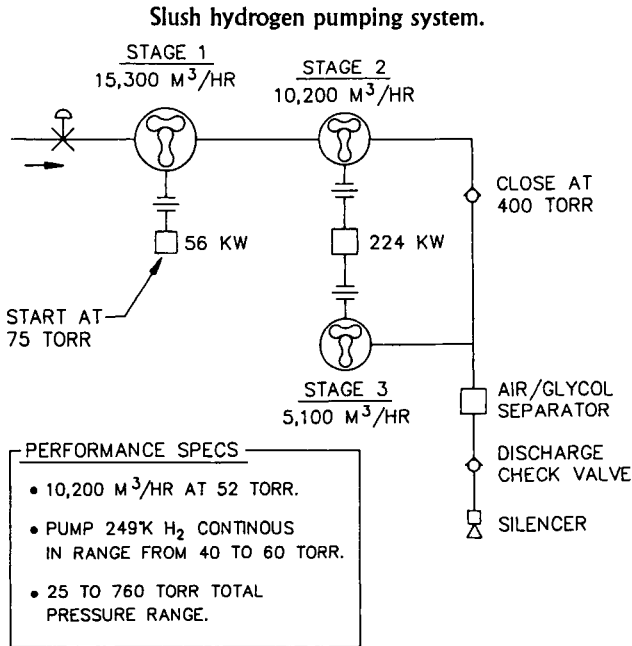 Slush hydrogen pumping system.
STAGE 1
15,300 M³/HR
STAGE 2
10,200 M³/HR
CLOSE AT
400 TORR
56 KW
224 KW
START AT
75 TORR
STAGE 3
5,100 M³/HR
AIR/GLYCOL
SEPARATOR
DISCHARGE
CHECK VALVE
SILENCER
PERFORMANCE SPECS
• 10,200 M³/HR AT 52 TORR.
• PUMP 249°K H₂ CONTINOUS
IN RANGE FROM 40 TO 60 TORR.
• 25 TO 760 TORR TOTAL
PRESSURE RANGE.